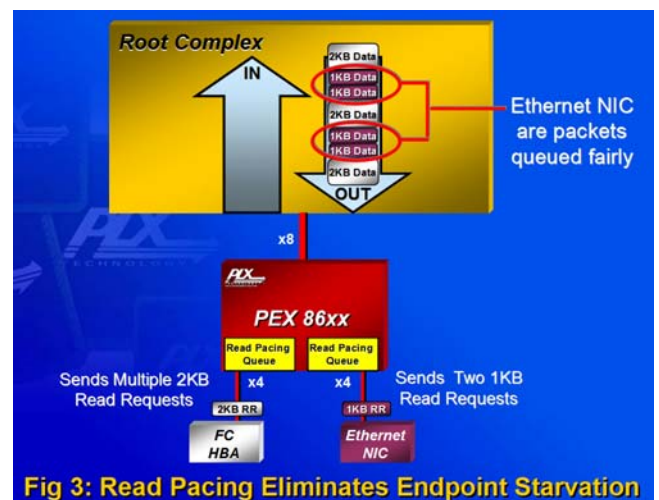 Root Complex
IN
2KB Data
1KB Data
1KB Data
2KB Data
1KB Data
1KB Data
2KB Data
OUT
Ethernet NIC
are packets
queued fairly
x8
PLX
TECHNOLOGY
PLX
PEX 86xx
Read Pacing
Queue
Read Pacing
Queue
Sends Multiple 2KB
Read Requests
x4
x4
Sends Two 1KB
Read Requests
2KB RR
1KB RR
FC
HBA
Ethernet
NIC
Fig 3: Read Pacing Eliminates Endpoint Starvation